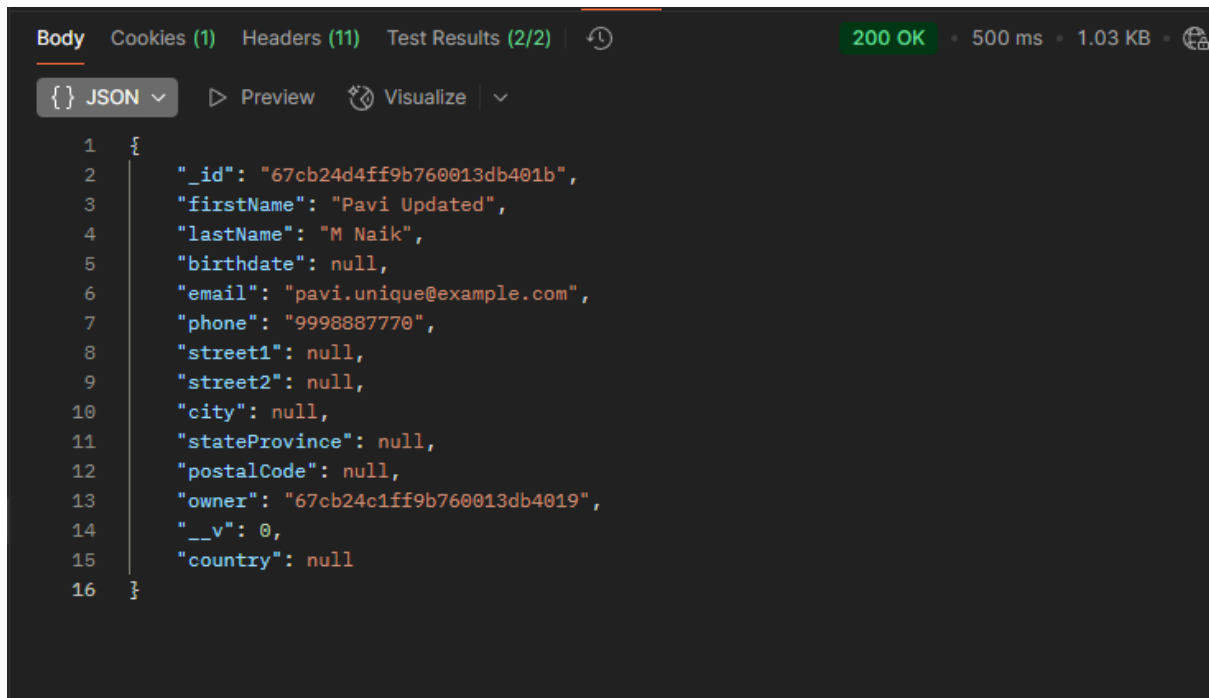 Body Cookies (1) Headers (11) Test Results (2/2) 200 OK • 500 ms • 1.03 KB •
{} JSON Preview Visualize
1 {
2 "_id": "67cb24d4ff9b760013db401b",
3 "firstName": "Pavi Updated",
4 "lastName": "M Naik",
5 "birthdate": null,
6 "email": "pavi.unique@example.com",
7 "phone": "9998887770",
8 "street1": null,
9 "street2": null,
10 "city": null,
11 "stateProvince": null,
12 "postalCode": null,
13 "owner": "67cb24c1ff9b760013db4019",
14 "__v": 0,
15 "country": null
16 }